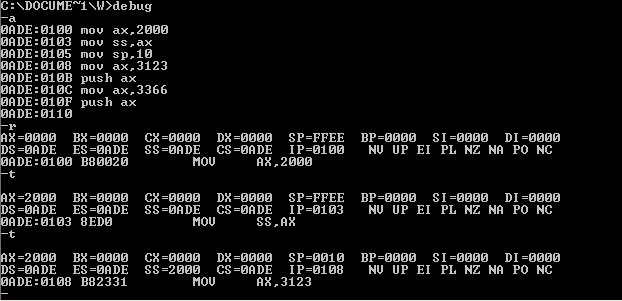 C:\DOCUME~1\W>debug
-a
0ADE:0100 mov ax,2000
0ADE:0103 mov ss,ax
0ADE:0105 mov sp,10
0ADE:0108 mov ax,3123
0ADE:010B push ax
0ADE:010C mov ax,3366
0ADE:010F push ax
0ADE:0110
-r
AX=0000 BX=0000 CX=0000 DX=0000 SP=FFEE BP=0000 SI=0000 DI=0000
DS=0ADE ES=0ADE SS=0ADE CS=0ADE IP=0100 NV UP EI PL NZ NA PO NC
0ADE:0100 B80020 MOV AX,2000
-t
AX=2000 BX=0000 CX=0000 DX=0000 SP=FFEE BP=0000 SI=0000 DI=0000
DS=0ADE ES=0ADE SS=0ADE CS=0ADE IP=0103 NV UP EI PL NZ NA PO NC
0ADE:0103 8ED0 MOV SS,AX
-t
AX=2000 BX=0000 CX=0000 DX=0000 SP=0010 BP=0000 SI=0000 DI=0000
DS=0ADE ES=0ADE SS=2000 CS=0ADE IP=0108 NV UP EI PL NZ NA PO NC
0ADE:0108 B82331 MOV AX,3123
-